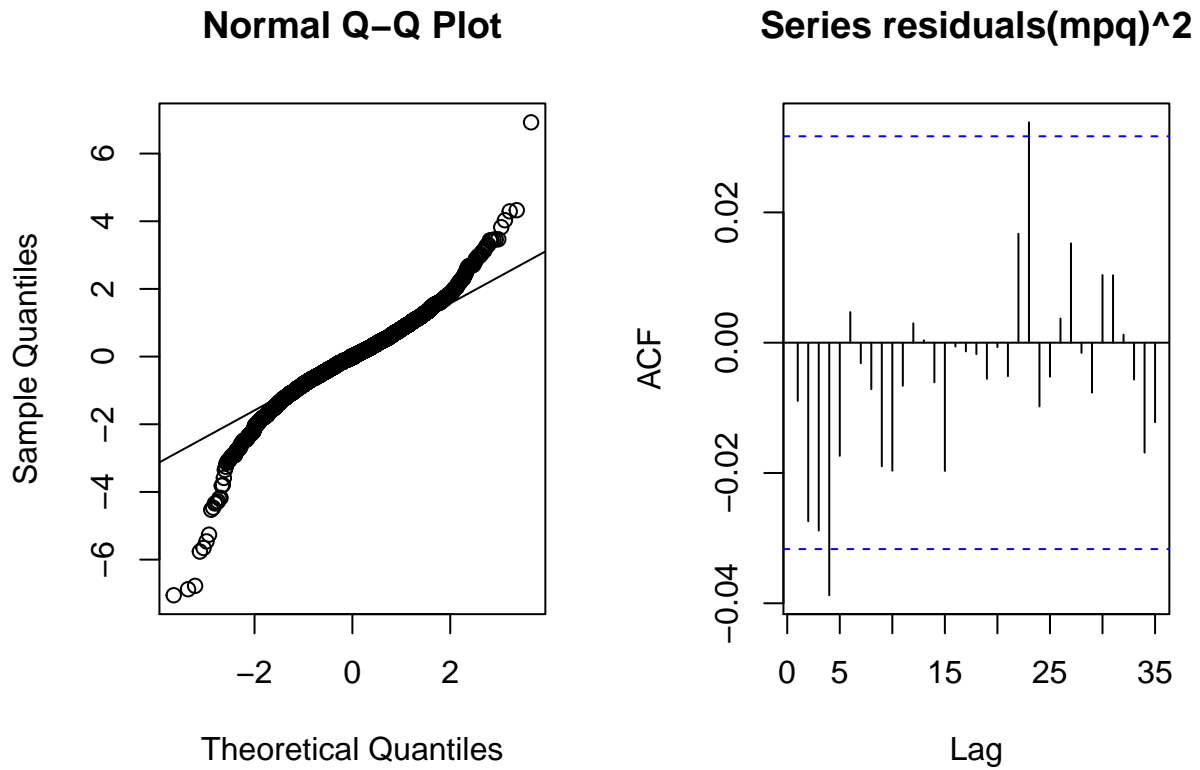 Normal Q−Q Plot
Sample Quantiles
6
4
2
0
−2
−4
−6
−2 0 2
Theoretical Quantiles
Series residuals(mpq)^2
ACF
0.02
0.00
−0.02
−0.04
0 5 15 25 35
Lag